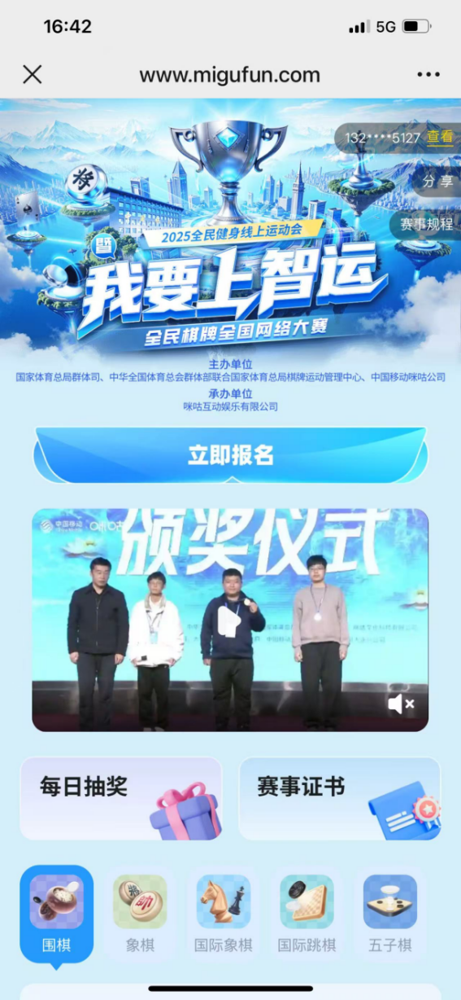 16:42
5G
www.migufun.com
132****5127 查看
分享
赛事规程
将
2025全民健身线上运动会
暨
我要上智运
全民棋牌全国网络大赛
主办单位
国家体育总局群体司、中华全国体育总会群体部联合国家体育总局棋牌运动管理中心、中国移动咪咕公司
承办单位
咪咕互动娱乐有限公司
立即报名
中国移动
颁奖仪式
每日抽奖
赛事证书
將
帥
围棋
象棋
国际象棋
国际跳棋
五子棋